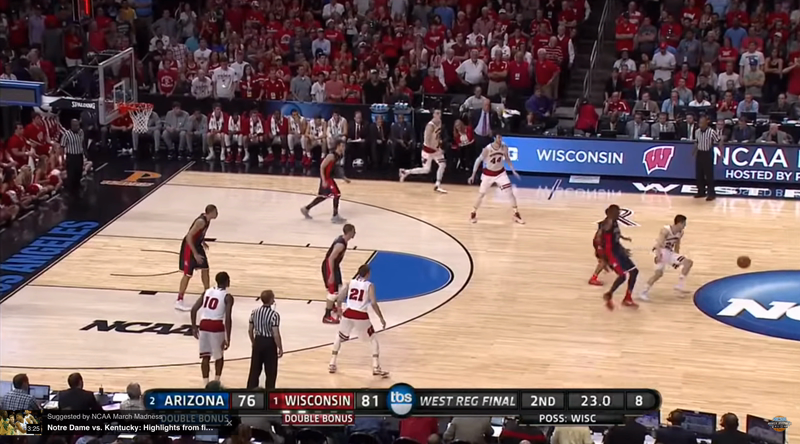 SPALDING
WISCONSIN W
NCAA M
HOSTED BY P
WEST
44
S ANGELES
NCAA
10
21
NC
2 ARIZONA 76 1 WISCONSIN 81 tbs WEST REG FINAL 2ND 23.0 8
DOUBLE BONUS DOUBLE BONUS POSS: WISC
Suggested by NCAA March Madness
3:25 Notre Dame vs. Kentucky: Highlights from fi...